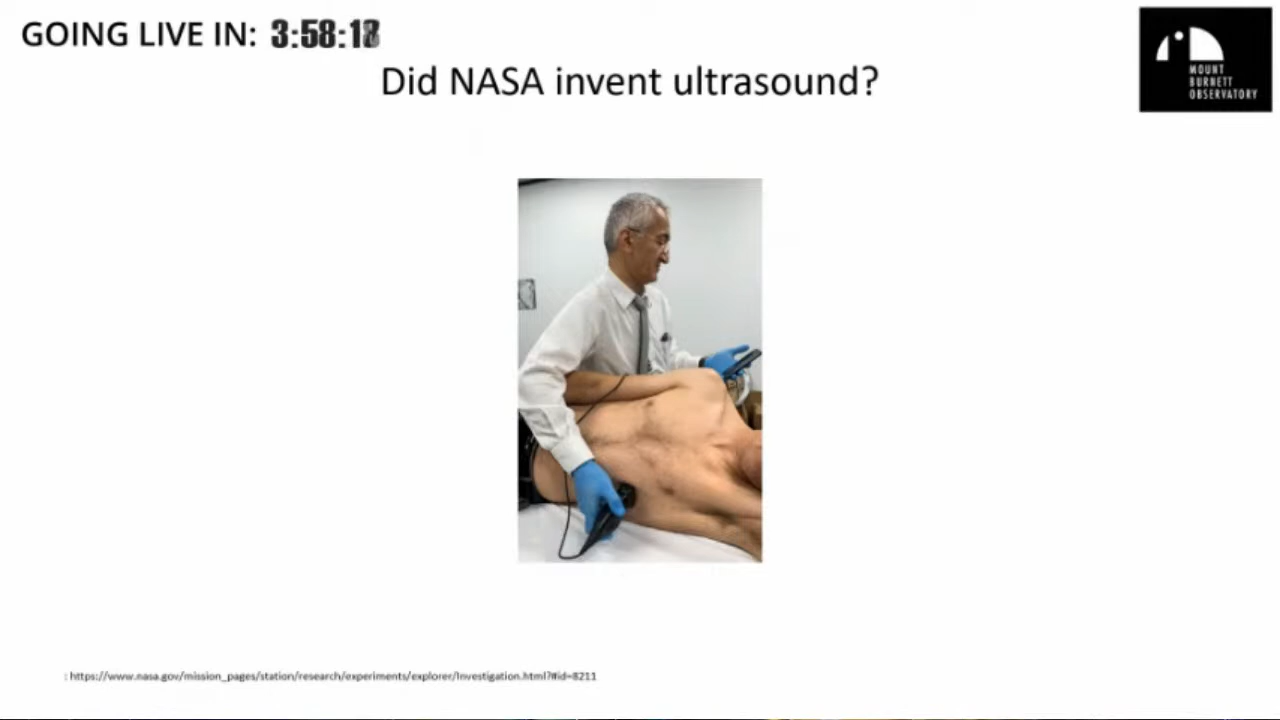 GOING LIVE IN: 3:58:18
Did NASA invent ultrasound?
MOUNT
BURNETT
OBSERVATORY
: https://www.nasa.gov/mission_pages/station/research/experiments/explorer/Investigation.html?#id=8211